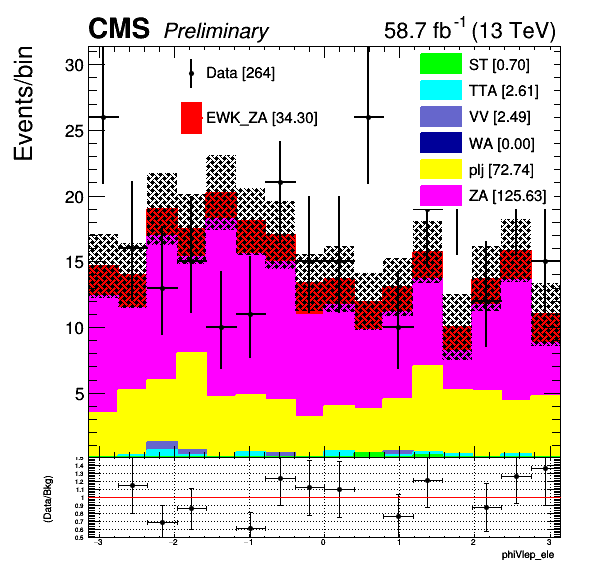 CMS Preliminary 58.7 fb⁻¹ (13 TeV)
Events/bin
30
25
20
15
10
5
Data [264]
EWK_ZA [34.30]
ST [0.70]
TTA [2.61]
VV [2.49]
WA [0.00]
plj [72.74]
ZA [125.63]
(Data/Bkg)
1.5
1.4
1.3
1.2
1.1
1.0
0.9
0.8
0.7
0.6
0.5
−3 −2 −1 0 1 2 3
phiVlep_ele